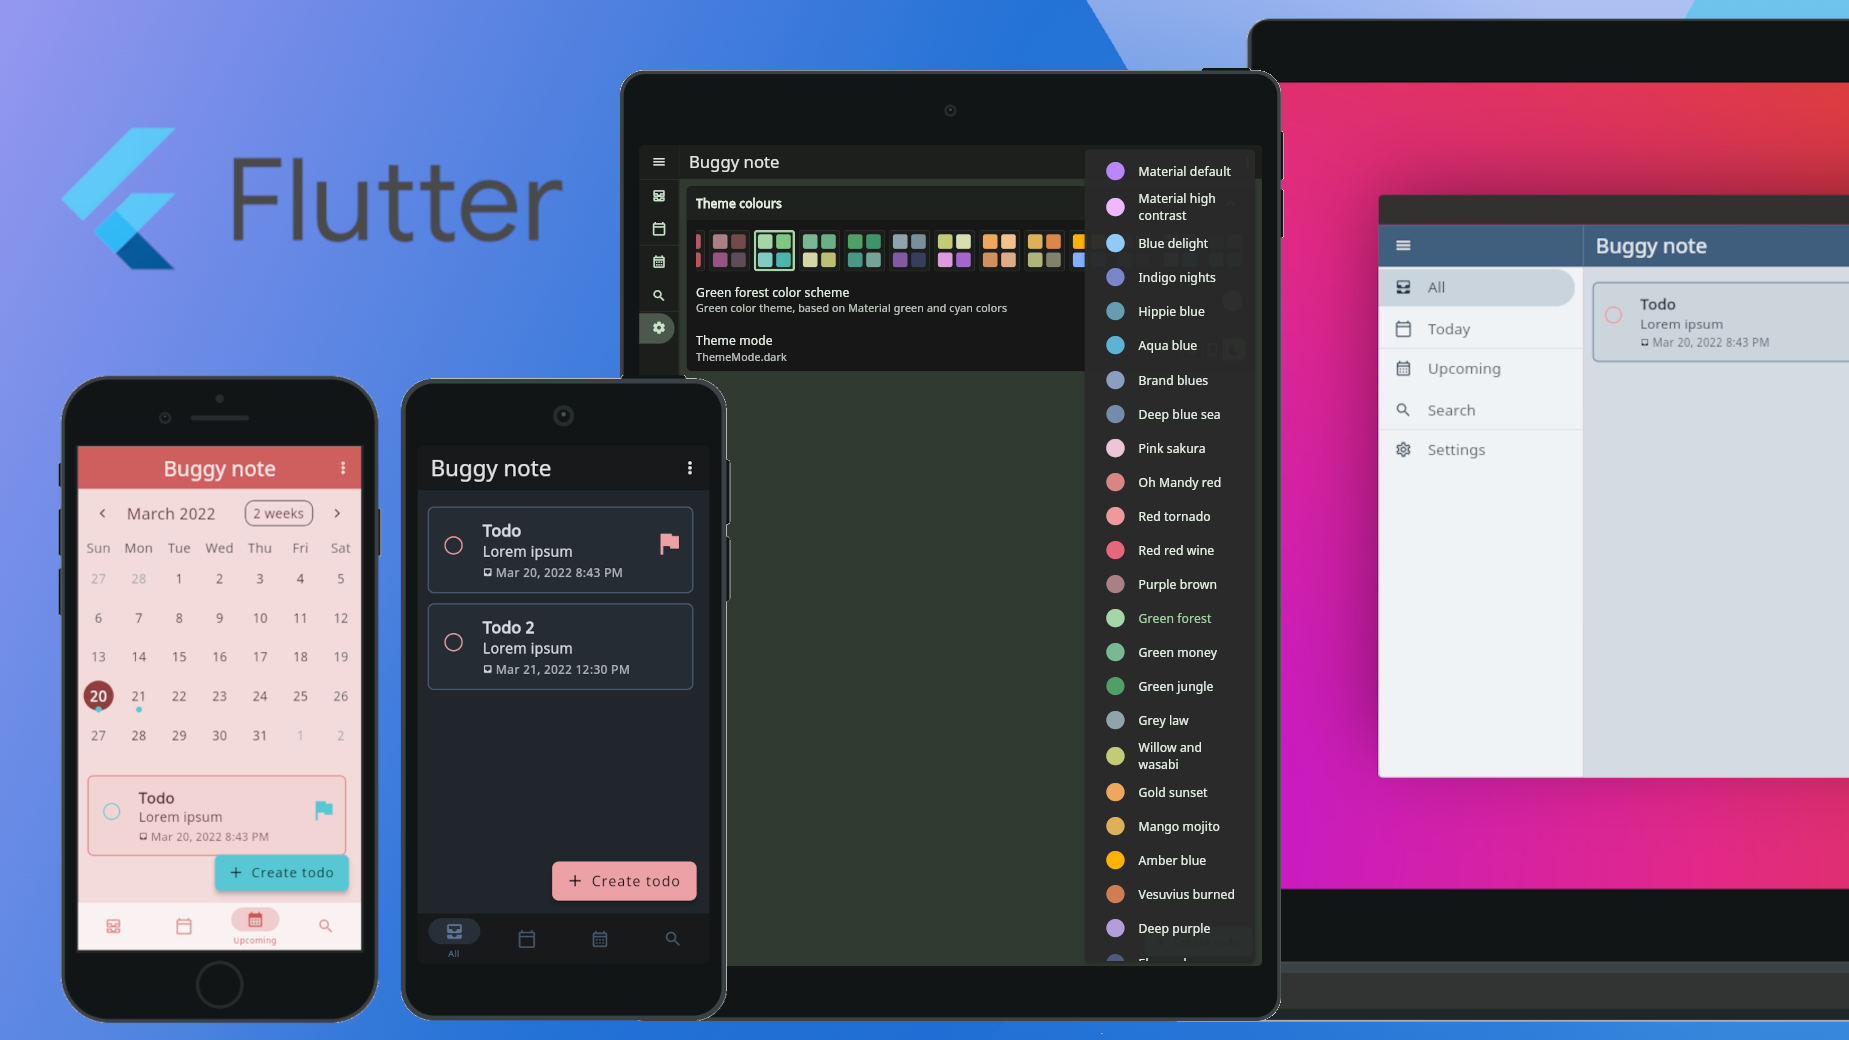 Flutter
Buggy note
March 2022
2 weeks
Sun Mon Tue Wed Thu Fri Sat
27 28 1 2 3 4 5
6 7 8 9 10 11 12
13 14 15 16 17 18 19
20 21 22 23 24 25 26
27 28 29 30 31 1 2
Todo
Lorem ipsum
Mar 20, 2022 8:43 PM
+ Create todo
Upcoming
Buggy note
Todo
Lorem ipsum
Mar 20, 2022 8:43 PM
Todo 2
Lorem ipsum
Mar 21, 2022 12:30 PM
+ Create todo
All
Buggy note
Theme colours
Green forest color scheme
Green color theme, based on Material green and cyan colors
Theme mode
ThemeMode.dark
Material default
Material high
contrast
Blue delight
Indigo nights
Hippie blue
Aqua blue
Brand blues
Deep blue sea
Pink sakura
Oh Mandy red
Red tornado
Red red wine
Purple brown
Green forest
Green money
Green jungle
Grey law
Willow and
wasabi
Gold sunset
Mango mojito
Amber blue
Vesuvius burned
Deep purple
Buggy note
All
Today
Upcoming
Search
Settings
Todo
Lorem ipsum
Mar 20, 2022 8:43 PM